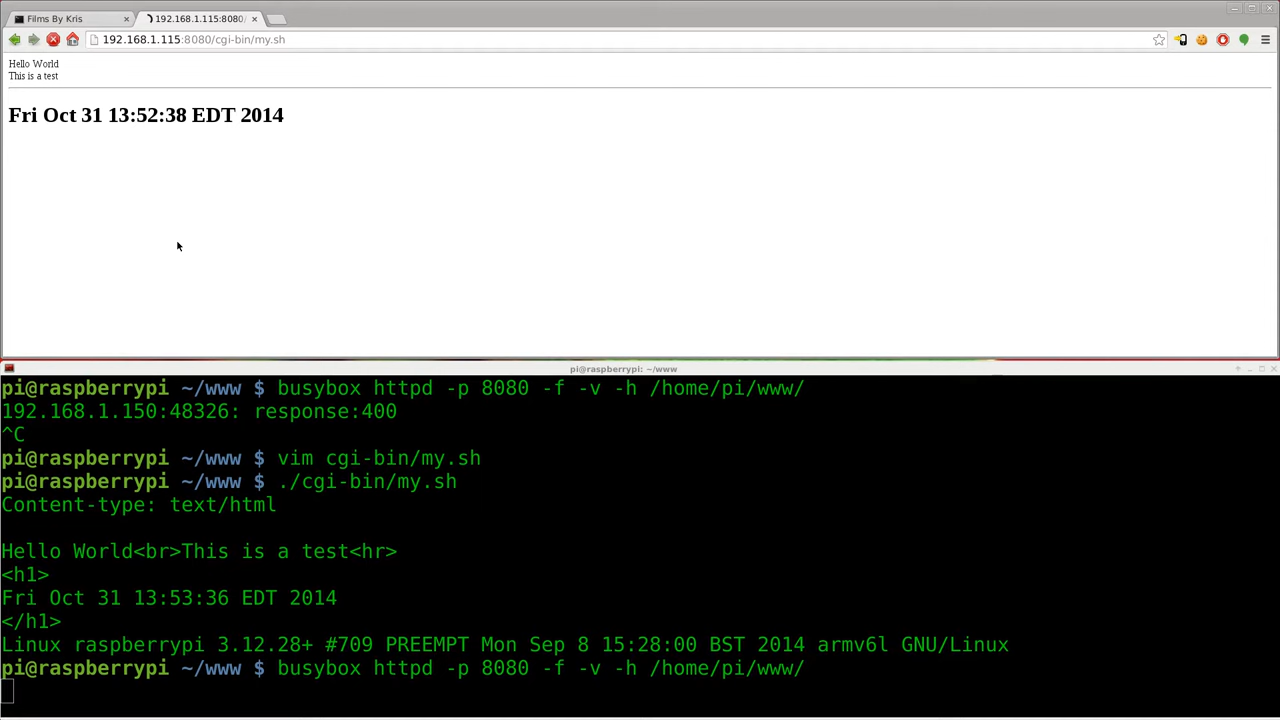 Films By Kris
192.168.1.115:8080/
192.168.1.115:8080/cgi-bin/my.sh
Hello World
This is a test
Fri Oct 31 13:52:38 EDT 2014
pi@raspberrypi: ~/www
pi@raspberrypi ~/www $ busybox httpd -p 8080 -f -v -h /home/pi/www/
192.168.1.150:48326: response:400
^C
pi@raspberrypi ~/www $ vim cgi-bin/my.sh
pi@raspberrypi ~/www $ ./cgi-bin/my.sh
Content-type: text/html
Hello World<br>This is a test<hr>
<h1>
Fri Oct 31 13:53:36 EDT 2014
</h1>
Linux raspberrypi 3.12.28+ #709 PREEMPT Mon Sep 8 15:28:00 BST 2014 armv6l GNU/Linux
pi@raspberrypi ~/www $ busybox httpd -p 8080 -f -v -h /home/pi/www/